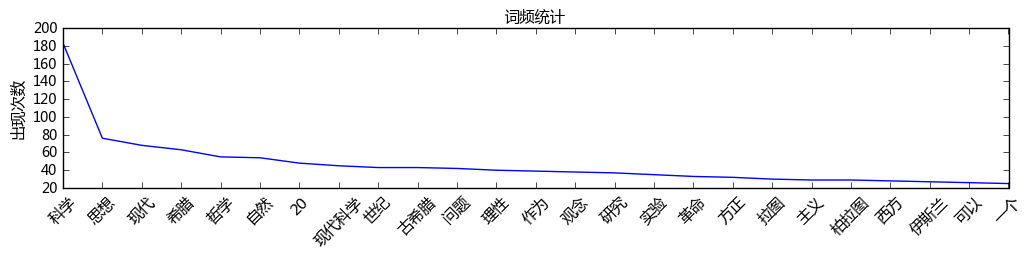 词频统计
出现次数
200
180
160
140
120
100
80
60
40
20
科学
思想
现代
希腊
哲学
自然
20
现代科学
世纪
古希腊
问题
理性
作为
观念
研究
实验
革命
方正
拉图
主义
柏拉图
西方
伊斯兰
可以
一个